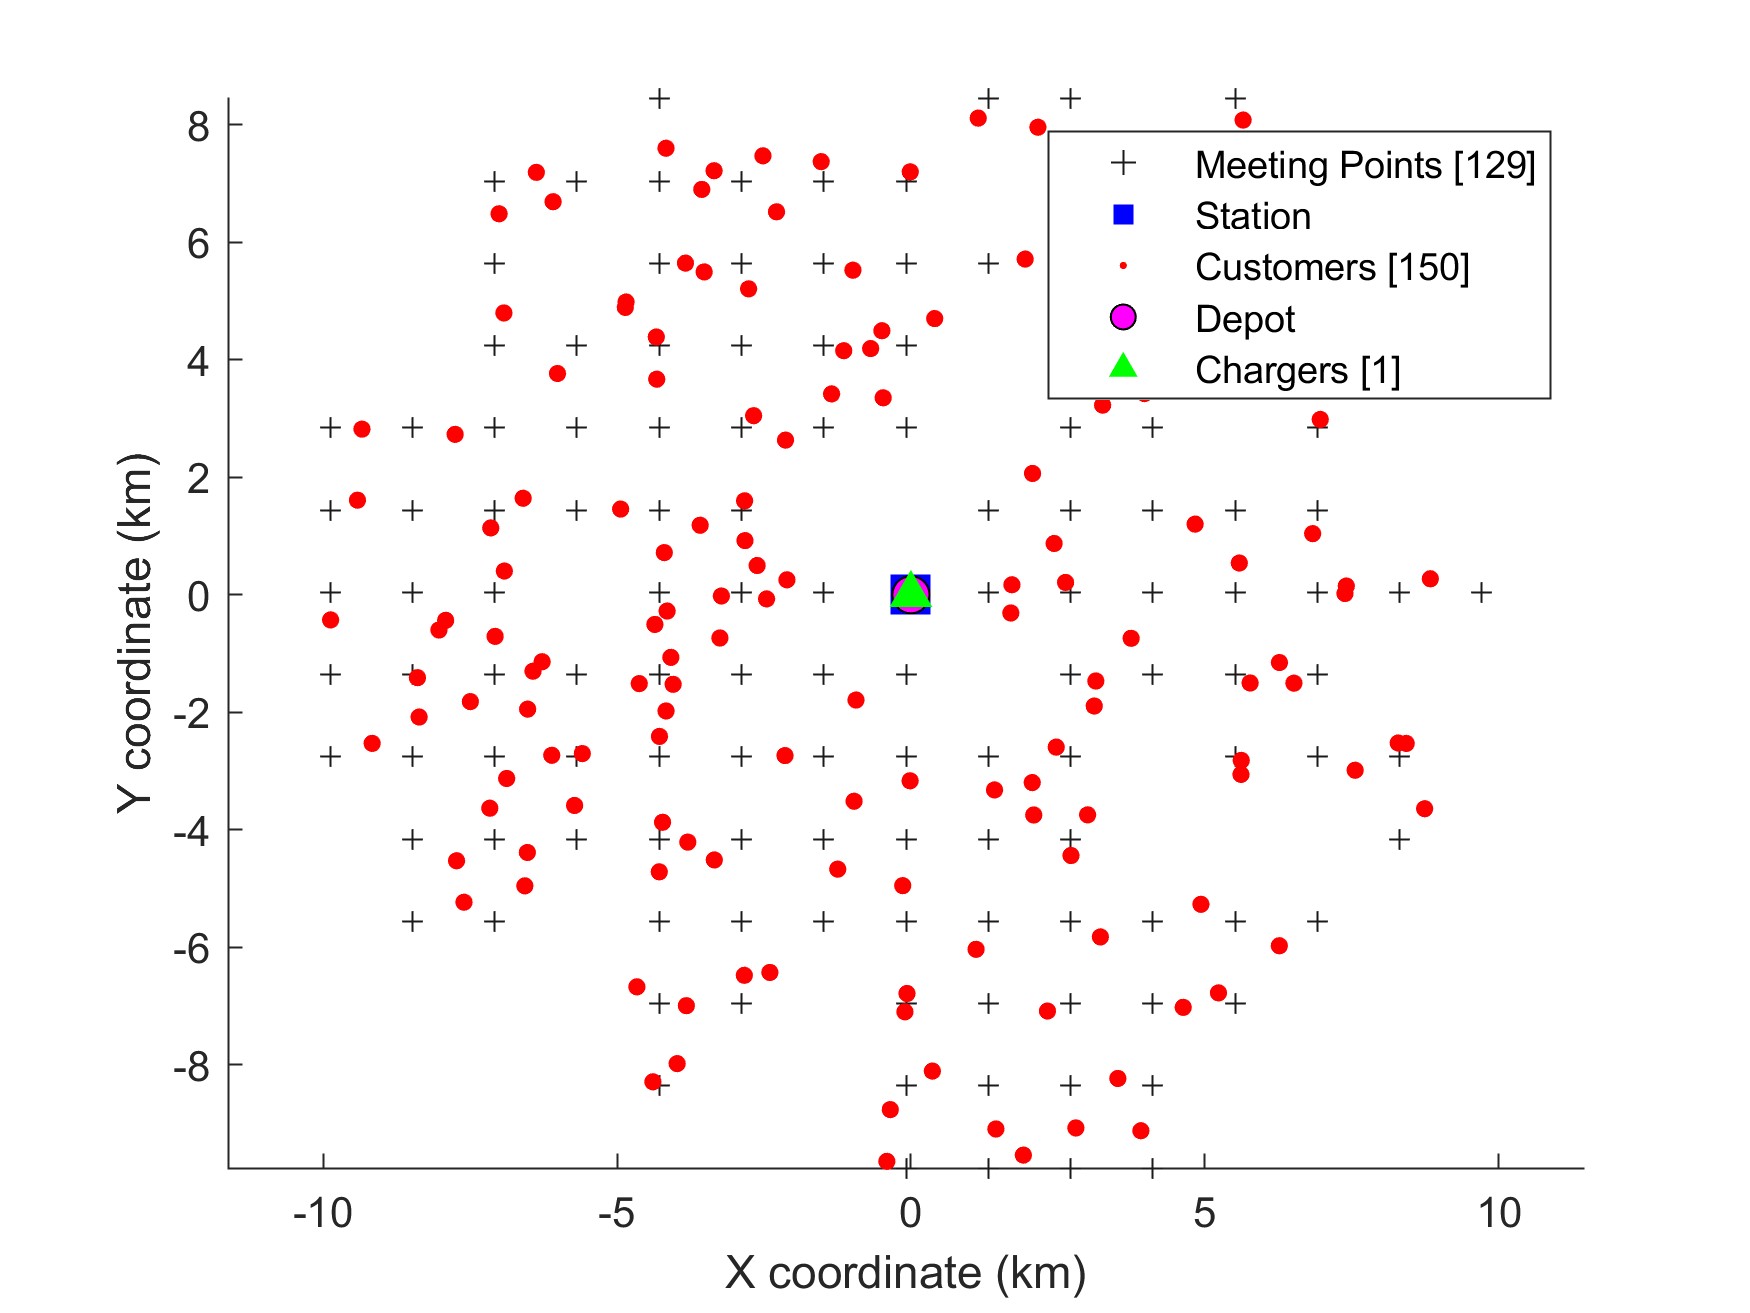 8
6
4
2
0
-2
-4
-6
-8
Y coordinate (km)
Meeting Points [129]
Station
Customers [150]
Depot
Chargers [1]
-10 -5 0 5 10
X coordinate (km)